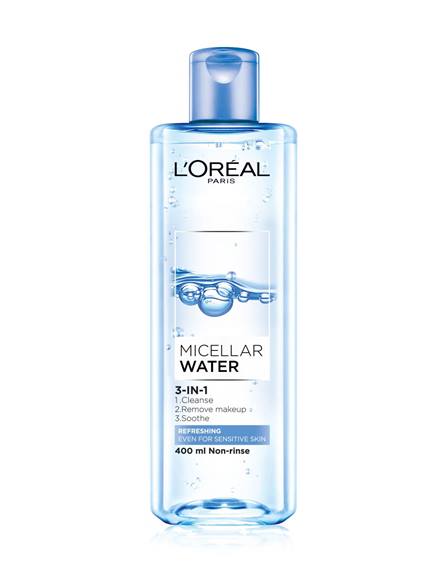 L'ORÉAL
PARIS
MICELLAR
WATER
3-IN-1
1.Cleanse
2.Remove makeup
3.Soothe
REFRESHING
EVEN FOR SENSITIVE SKIN
400 ml Non-rinse